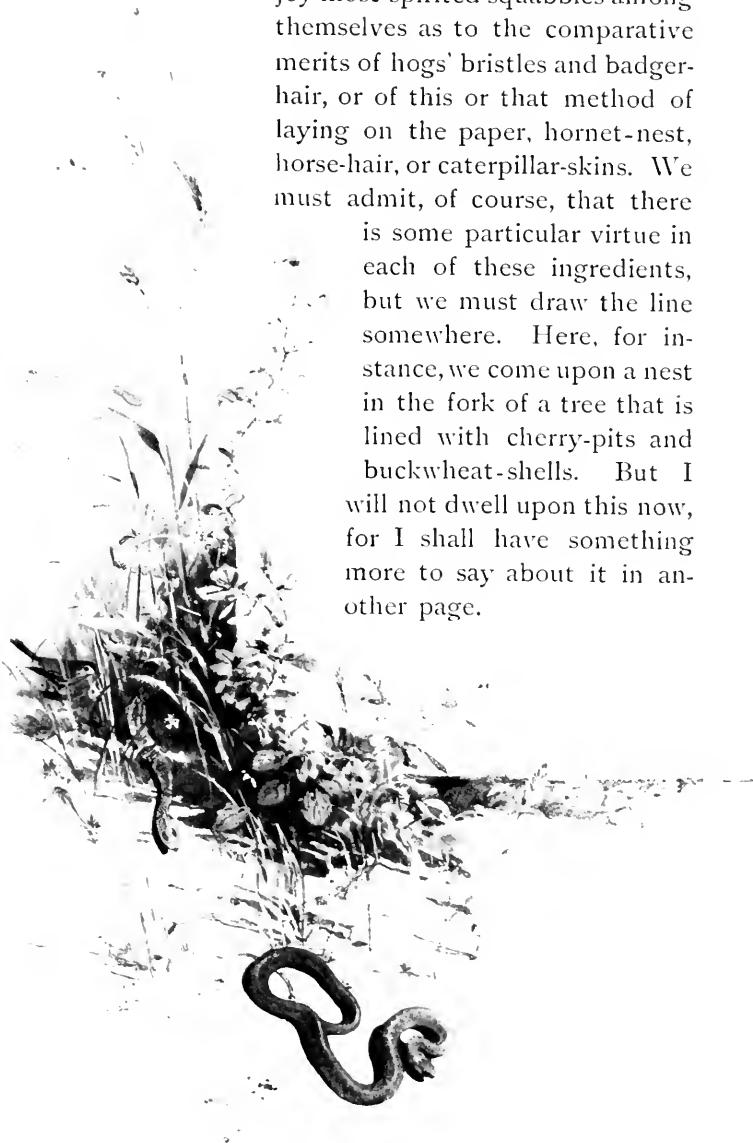 joy most spirited squabbles among
themselves as to the comparative
merits of hogs' bristles and badger-
hair, or of this or that method of
laying on the paper, hornet-nest,
horse-hair, or caterpillar-skins. We
must admit, of course, that there
is some particular virtue in
each of these ingredients,
but we must draw the line
somewhere. Here, for in-
stance, we come upon a nest
in the fork of a tree that is
lined with cherry-pits and
buckwheat-shells. But I
will not dwell upon this now,
for I shall have something
more to say about it in an-
other page.